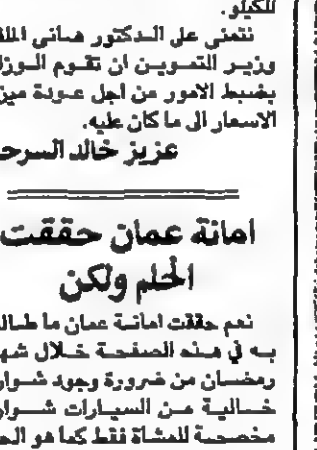 للكيلو.
نتمنى على الدكتور هاني الملق
وزير التموين ان تقوم الوزا
بضبط الامور من اجل عودة ميز
الاسعار الى ما كان عليه.
عزيز خالد السرحا
امانة عمان حققت
الحلم ولكن
نعم حققت امانة عمان ما طال
به في هذه الصفحة خلال شه
رمضان من ضرورة وجود شوار
خالية من السيارات شوار
مخصصة للمشاة فقط كما هو الح